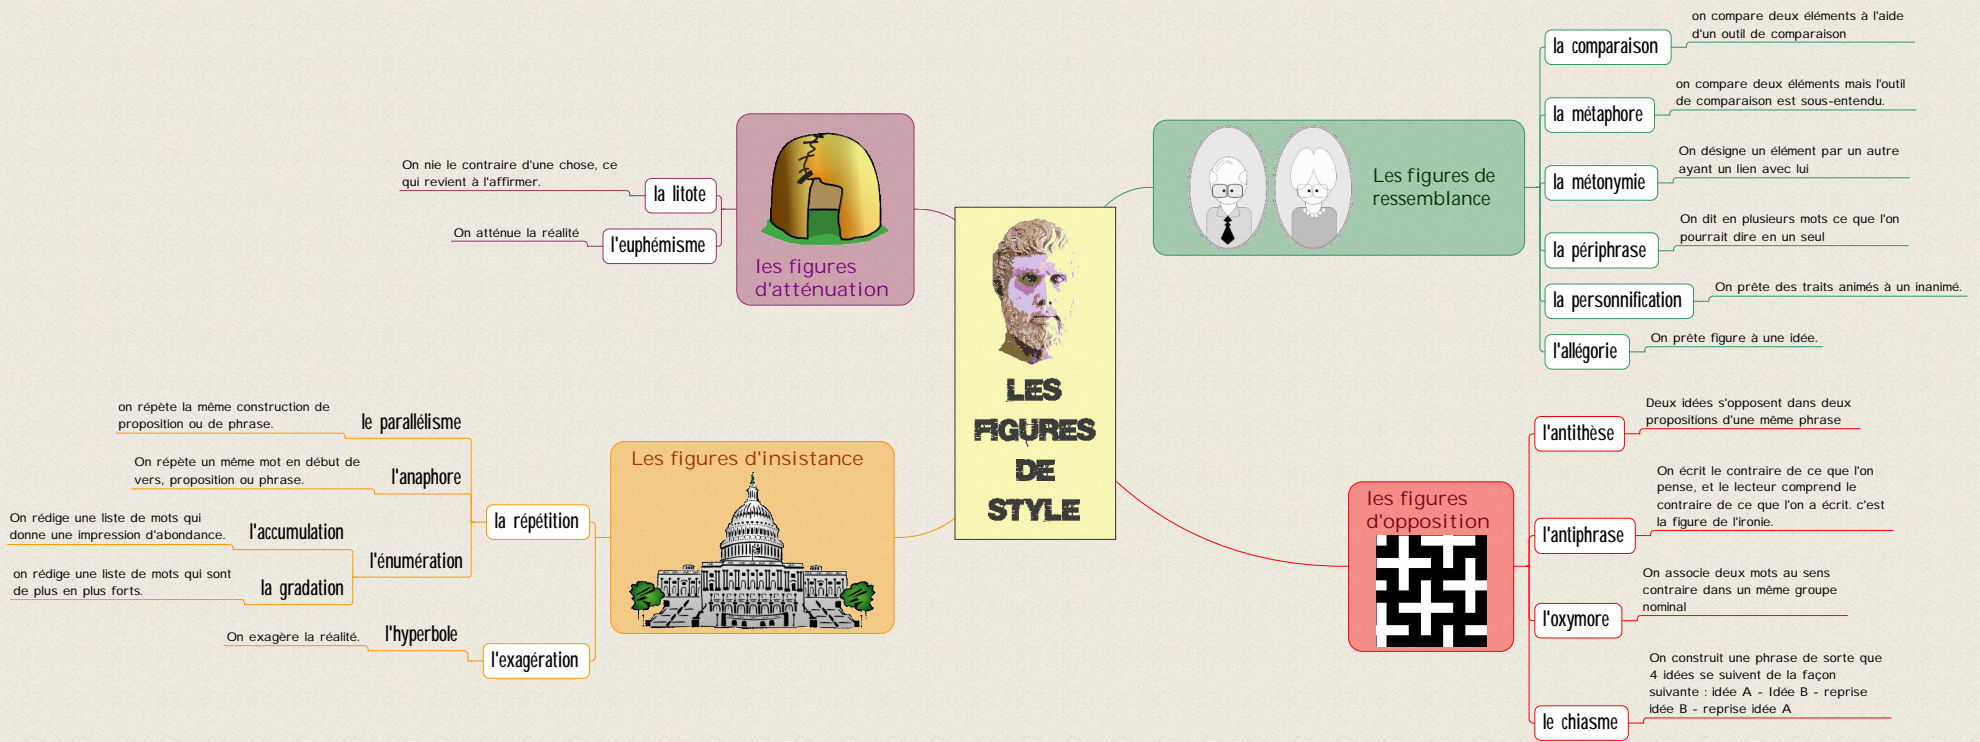 LES
FIGURES
DE
STYLE
Les figures de
ressemblance
la comparaison
on compare deux éléments à l'aide
d'un outil de comparaison
la métaphore
on compare deux éléments mais l'outil
de comparaison est sous-entendu.
la métonymie
On désigne un élément par un autre
ayant un lien avec lui
la périphrase
On dit en plusieurs mots ce que l'on
pourrait dire en un seul
la personnification
On prête des traits animés à un inanimé.
l'allégorie
On prête figure à une idée.
les figures
d'opposition
l'antithèse
Deux idées s'opposent dans deux
propositions d'une même phrase
l'antiphrase
On écrit le contraire de ce que l'on
pense, et le lecteur comprend le
contraire de ce que l'on a écrit. c'est
la figure de l'ironie.
l'oxymore
On associe deux mots au sens
contraire dans un même groupe
nominal
le chiasme
On construit une phrase de sorte que
4 idées se suivent de la façon
suivante : idée A - Idée B - reprise
idée B - reprise idée A
les figures
d'atténuation
la litote
On nie le contraire d'une chose, ce
qui revient à l'affirmer.
l'euphémisme
On atténue la réalité
Les figures d'insistance
la répétition
le parallélisme
on répète la même construction de
proposition ou de phrase.
l'anaphore
On répète un même mot en début de
vers, proposition ou phrase.
l'énumération
l'accumulation
On rédige une liste de mots qui
donne une impression d'abondance.
la gradation
on rédige une liste de mots qui sont
de plus en plus forts.
l'exagération
l'hyperbole
On exagère la réalité.